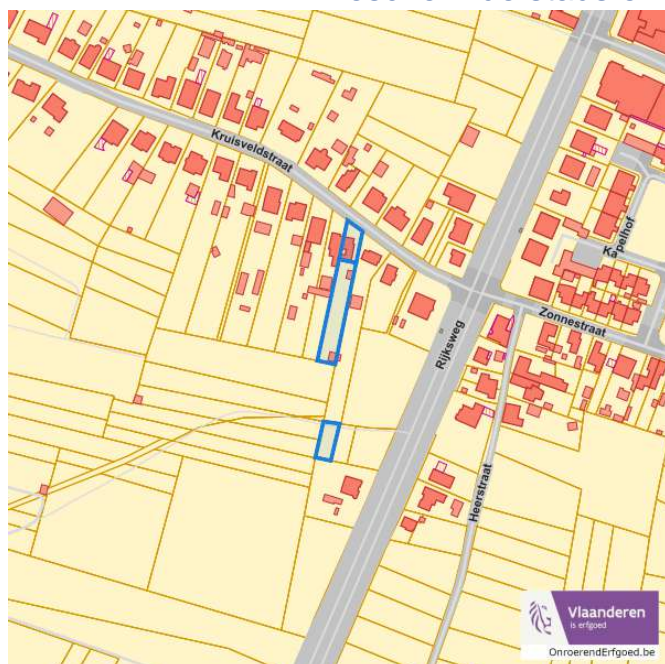 Kruisveldstraat
Kapelhof
Zonnestraat
Rijksweg
Heerstraat
Vlaanderen
is erfgoed
OnroerendErfgoed.be